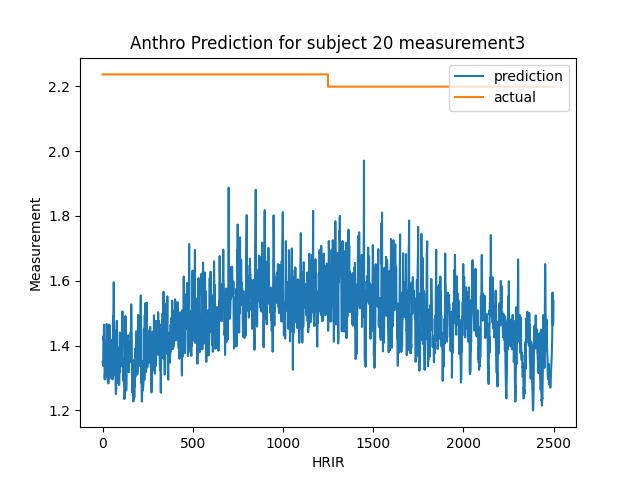 Anthro Prediction for subject 20 measurement3
prediction
actual
Measurement
2.2
2.0
1.8
1.6
1.4
1.2
0 500 1000 1500 2000 2500
HRIR